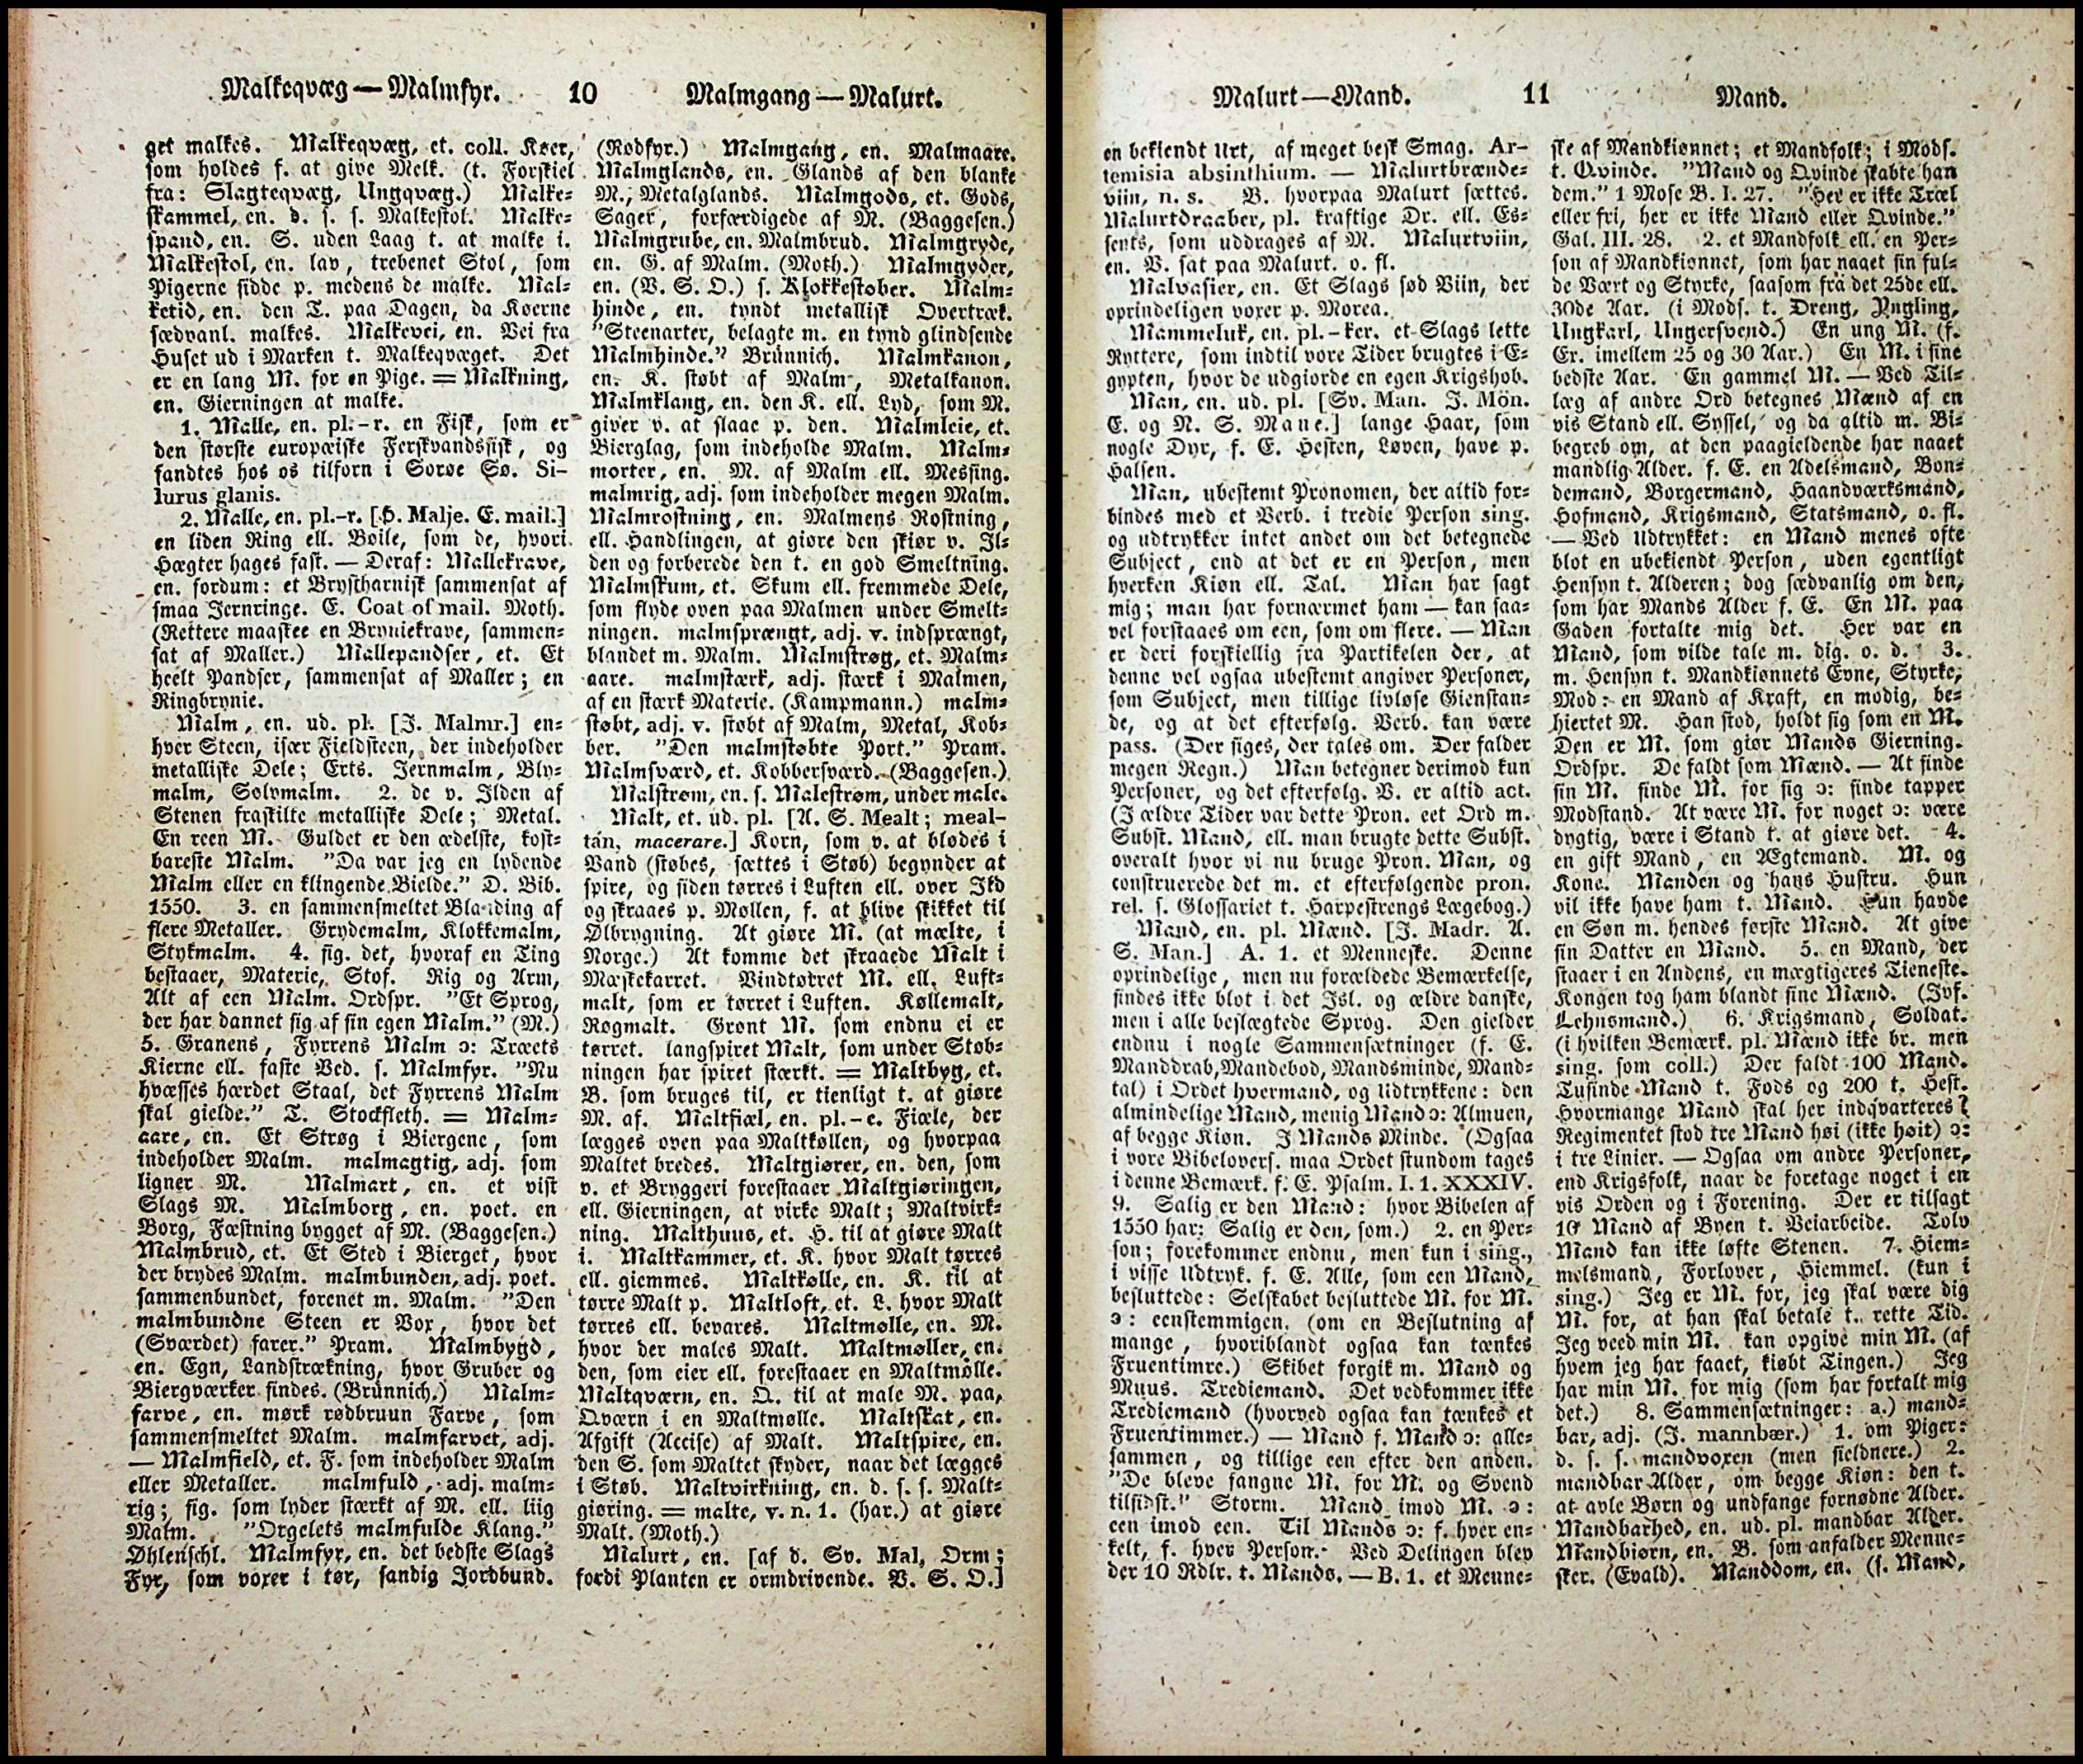 Malkeqvæg — Malmfyr. 10 Malmgang — Malurt.
get malkes. Malkeqvæg, et. coll. Køer,
som holdes f. at give Melk. (t. Forskiel
fra: Slagteqvæg, Ungqvæg.) Malke-
skammel, en. d. s. s. Malkestol. Malke-
spand, en. S. uden Laag t. at malke i.
Malkestol, en. lav, trebenet Stol, som
Pigerne sidde p. medens de malke. Mal-
ketid, en. den T. paa Dagen, da Køerne
sædvanl. malkes. Malkevei, en. Vei fra
Huset ud i Marken t. Malkeqvæget. Det
er en lang M. for en Pige. = Malkning,
en. Gierningen at malke.
1. Malle, en. pl.-r. en Fisk, som er
den største europæiske Ferskvandsfisk, og
fandtes hos os tilforn i Sorøe Sø. Si-
lurus glanis.
2. Malle, en. pl.-r. [H. Malje. E. mail.]
en liden Ring ell. Bøile, som de, hvori
Hægter hages fast. — Deraf: Mallekrave,
en. fordum: et Brystharnisk sammensat af
smaa Jernringe. E. Coat of mail. Moth.
(Rettere maaskee en Bryniekrave, sammen-
sat af Maller.) Mallepandser, et. Et
heelt Pandser, sammensat af Maller; en
Ringbrynie.
Malm, en. ud. pl. [J. Malmr.] en-
hver Steen, især Fieldsteen, der indeholder
metalliske Dele; Erts. Jernmalm, Bly-
malm, Sølvmalm. 2. de v. Ilden af
Stenen fraskilte metalliske Dele; Metal.
En reen M. Guldet er den ædelste, kost-
bareste Malm. "Da var jeg en lydende
Malm eller en klingende Bielde." D. Bib.
1550. 3. en sammensmeltet Blanding af
flere Metaller. Grydemalm, Klokkemalm,
Stykmalm. 4. fig. det, hvoraf en Ting
bestaaer, Materie, Stof. Rig og Arm,
Alt af een Malm. Ordspr. "Et Sprog,
der har dannet sig af sin egen Malm." (M.)
5. Granens, Fyrrens Malm ɔ: Træets
Kierne ell. faste Ved. s. Malmfyr. "Nu
hvæsses hærdet Staal, det Fyrrens Malm
skal gielde." T. Stockfleth. = Malm-
aare, en. Et Strøg i Biergene, som
indeholder Malm. malmagtig, adj. som
ligner M. Malmart, en. et vist
Slags M. Malmborg, en. poet. en
Borg, Fæstning bygget af M. (Baggesen.)
Malmbrud, et. Et Sted i Bierget, hvor
der brydes Malm. malmbunden, adj. poet.
sammenbundet, forenet m. Malm. "Den
malmbundne Steen er Vox, hvor det
(Sværdet) farer." Pram. Malmbygd,
en. Egn, Landstrækning, hvor Gruber og
Biergværker findes. (Brünnich.) Malm-
farve, en. mørk rødbruun Farve, som
sammensmeltet Malm. malmfarvet, adj.
— Malmfield, et. F. som indeholder Malm
eller Metaller. malmfuld, adj. malm-
rig; fig. som lyder stærkt af M. ell. liig
Malm. "Orgelets malmfulde Klang."
Øhlenschl. Malmfyr, en. det bedste Slags
Fyr, som voxer i tør, sandig Jordbund.
(Rødfyr.) Malmgang, en. Malmaare.
Malmglands, en. Glands af den blanke
M., Metalglands. Malmgods, et. Gods,
Sager, forfærdigede af M. (Baggesen.)
Malmgrube, en. Malmbrud. Malmgryde,
en. G. af Malm. (Moth.) Malmgyder,
en. (V. S. O.) s. Klokkestøber. Malm-
hinde, en. tyndt metallisk Overtræk.
"Steenarter, belagte m. en tynd glindsende
Malmhinde." Brünnich. Malmkanon,
en. K. støbt af Malm, Metalkanon.
Malmklang, en. den K. ell. Lyd, som M.
giver v. at slaae p. den. Malmleie, et.
Bierglag, som indeholde Malm. Malm-
morter, en. M. af Malm ell. Messing.
malmrig, adj. som indeholder megen Malm.
Malmrostning, en. Malmens Rostning,
ell. Handlingen, at giøre den skiør v. Il-
den og forberede den t. en god Smeltning.
Malmskum, et. Skum ell. fremmede Dele,
som flyde oven paa Malmen under Smelt-
ningen. malmsprængt, adj. v. indsprængt,
blandet m. Malm. Malmstrøg, et. Malm-
aare. malmstærk, adj. stærk i Malmen,
af en stærk Materie. (Kampmann.) malm-
støbt, adj. v. støbt af Malm, Metal, Kob-
ber. "Den malmstøbte Port." Pram.
Malmsværd, et. Kobbersværd. (Baggesen.)
Malstrøm, en. s. Malestrøm, under male.
Malt, et. ud. pl. [A. S. Mealt; meal-
tán, macerare.] Korn, som v. at blødes i
Vand (støbes, sættes i Støb) begynder at
spire, og siden tørres i Luften ell. over Ild
og skraaes p. Møllen, f. at blive skikket til
Ølbrygning. At giøre M. (at mælte, i
Norge.) At komme det skraaede Malt i
Mæskekarret. Vindtørret M. ell. Luft-
malt, som er tørret i Luften. Køllemalt,
Røgmalt. Grønt M. som endnu ei er
tørret. langspiret Malt, som under Støb-
ningen har spiret stærkt. = Maltbyg, et.
B. som bruges til, er tienligt t. at giøre
M. af. Maltfiæl, en. pl.-e. Fiæle, der
lægges oven paa Maltkøllen, og hvorpaa
Maltet bredes. Maltgiører, en. den, som
v. et Bryggeri forestaaer Maltgiøringen,
ell. Gierningen, at virke Malt; Maltvirk-
ning. Malthuus, et. H. til at giøre Malt
i. Maltkammer, et. K. hvor Malt tørres
ell. giemmes. Maltkølle, en. K. til at
tørre Malt p. Maltloft, et. L. hvor Malt
tørres ell. bevares. Maltmølle, en. M.
hvor der males Malt. Maltmøller, en.
den, som eier ell. forestaaer en Maltmølle.
Maltqværn, en. Q. til at male M. paa,
Qværn i en Maltmølle. Maltskat, en.
Afgift (Accise) af Malt. Maltspire, en.
den S. som Maltet skyder, naar det lægges
i Støb. Maltvirkning, en. d. s. s. Malt-
giøring. = malte, v. n. 1. (har.) at giøre
Malt. (Moth.)
Malurt, en. [af d. Sv. Mal, Orm;
fordi Planten er ormdrivende. V. S. O.]
Malurt — Mand. 11 Mand.
en bekiendt Urt, af meget besk Smag. Ar-
temisia absinthium. — Malurtbrænde-
viin, n. s. B. hvorpaa Malurt sættes.
Malurtdraaber, pl. kraftige Dr. ell. Es-
sents, som uddrages af M. Malurtviin,
en. V. sat paa Malurt. o. fl.
Malvasier, en. Et Slags sød Viin, der
oprindeligen voxer p. Morea.
Mammeluk, en. pl.-ker. et Slags lette
Ryttere, som indtil vore Tider brugtes i E-
gypten, hvor de udgiorde en egen Krigshob.
Man, en. ud. pl. [Sv. Man. J. Mön.
E. og N. S. Mane.] lange Haar, som
nogle Dyr, f. E. Hesten, Løven, have p.
Halsen.
Man, ubestemt Pronomen, der altid for-
bindes med et Verb. i tredie Person sing.
og udtrykker intet andet om det betegnede
Subject, end at det er en Person, men
hverken Kiøn ell. Tal. Man har sagt
mig; man har fornærmet ham — kan saa-
vel forstaaes om een, som om flere. — Man
er deri forskiellig fra Partikelen der, at
denne vel ogsaa ubestemt angiver Personer,
som Subject, men tillige livløse Gienstan-
de, og at det efterfølg. Verb. kan være
pass. (Der siges, der tales om. Der falder
megen Regn.) Man betegner derimod kun
Personer, og det efterfølg. V. er altid act.
(I ældre Tider var dette Pron. eet Ord m.
Subst. Mand, ell. man brugte dette Subst.
overalt hvor vi nu bruge Pron. Man, og
construerede det m. et efterfølgende pron.
rel. s. Glossariet t. Harpestrengs Lægebog.)
Mand, en. pl. Mænd. [J. Madr. A.
S. Man.] A. 1. et Menneske. Denne
oprindelige, men nu forældede Bemærkelse,
findes ikke blot i det Isl. og ældre danske,
men i alle beslægtede Sprog. Den gielder
endnu i nogle Sammensætninger (f. E.
Manddrab, Mandebod, Mandsminde, Mand-
tal) i Ordet hvermand, og Udtrykkene: den
almindelige Mand, menig Mand ɔ: Almuen,
af begge Kiøn. I Mands Minde. (Ogsaa
i vore Bibelovers. maa Ordet stundom tages
i denne Bemærk. f. E. Psalm. I. 1. XXXIV.
9. Salig er den Mand: hvor Bibelen af
1550 har: Salig er den, som.) 2. en Per-
son; forekommer endnu, men kun i sing.,
i visse Udtryk. f. E. Alle, som een Mand,
besluttede: Selskabet besluttede M. for M.
ɔ: eenstemmigen. (om en Beslutning af
mange, hvoriblandt ogsaa kan tænkes
Fruentimre.) Skibet forgik m. Mand og
Muus. Trediemand. Det vedkommer ikke
Trediemand (hvorved ogsaa kan tænkes et
Fruentimmer.) — Mand f. Mand ɔ: alle-
sammen, og tillige een efter den anden.
"De bleve fangne M. for M. og Svend
tilsidst." Storm. Mand imod M. ɔ:
een imod een. Til Mands ɔ: f. hver en-
kelt, f. hver Person. Ved Delingen blev
der 10 Rdlr. t. Mands. — B. 1. et Menne-
ske af Mandkiønnet; et Mandfolk; i Mods.
t. Qvinde. "Mand og Qvinde skabte han
dem." 1 Mose B. I. 27. "Her er ikke Træl
eller fri, her er ikke Mand eller Qvinde."
Gal. III. 28. 2. et Mandfolk ell. en Per-
son af Mandkiønnet, som har naaet sin ful-
de Vært og Styrke, saasom fra det 25de ell.
30de Aar. (i Mods. t. Dreng, Yngling,
Ungkarl, Ungersvend.) En ung M. (f.
Ex. imellem 25 og 30 Aar.) En M. i sine
bedste Aar. En gammel M. — Ved Til-
læg af andre Ord betegnes Mænd af en
vis Stand ell. Syssel, og da altid m. Bi-
begreb om, at den paagieldende har naaet
mandlig Alder. f. E. en Adelsmand, Bon-
demand, Borgermand, Haandværksmand,
Hofmand, Krigsmand, Statsmand, o. fl.
— Ved Udtrykket: en Mand menes ofte
blot en ubekiendt Person, uden egentligt
Hensyn t. Alderen; dog sædvanlig om den,
som har Mands Alder f. E. En M. paa
Gaden fortalte mig det. Her var en
Mand, som vilde tale m. dig. o. d. 3.
m. Hensyn t. Mandkiønnets Evne, Styrke,
Mod: en Mand af Kraft, en modig, be-
hiertet M. Han stod, holdt sig som en M.
Den er M. som giør Mands Gierning.
Ordspr. De faldt som Mænd. — At finde
sin M. finde M. for sig ɔ: finde tapper
Modstand. At være M. for noget ɔ: være
dygtig, være i Stand t. at giøre det. 4.
en gift Mand, en Ægtemand. M. og
Kone. Manden og hans Hustru. Hun
vil ikke have ham t. Mand. Hun havde
en Søn m. hendes første Mand. At give
sin Datter en Mand. 5. en Mand, der
staaer i en Andens, en mægtigeres Tieneste.
Kongen tog ham blandt sine Mænd. (Jvf.
Lehnsmand.) 6. Krigsmand, Soldat.
(i hvilken Bemærk. pl. Mænd ikke br. men
sing. som coll.) Der faldt 100 Mand.
Tusinde Mand t. Fods og 200 t. Hest.
Hvormange Mand skal her indqvarteres?
Regimentet stod tre Mand høi (ikke høit) ɔ:
i tre Linier. — Ogsaa om andre Personer,
end Krigsfolk, naar de foretage noget i en
vis Orden og i Forening. Der er tilsagt
10 Mand af Byen t. Veiarbeide. Tolv
Mand kan ikke løfte Stenen. 7. Hiem-
melsmand, Forlover, Hiemmel. (kun i
sing.) Jeg er M. for, jeg skal være dig
M. for, at han skal betale t. rette Tid.
Jeg veed min M. kan opgive min M. (af
hvem jeg har faaet, kiøbt Tingen.) Jeg
har min M. for mig (som har fortalt mig
det.) 8. Sammensætninger: a.) mand-
bar, adj. (J. mannbær.) 1. om Piger:
d. s. s. mandvoxen (men sieldnere.) 2.
mandbar Alder, om begge Kiøn: den t.
at avle Børn og undfange fornødne Alder.
Mandbarhed, en. ud. pl. mandbar Alder.
Mandbiørn, en. B. som anfalder Menne-
sker. (Evald). Manddom, en. (s. Mand,